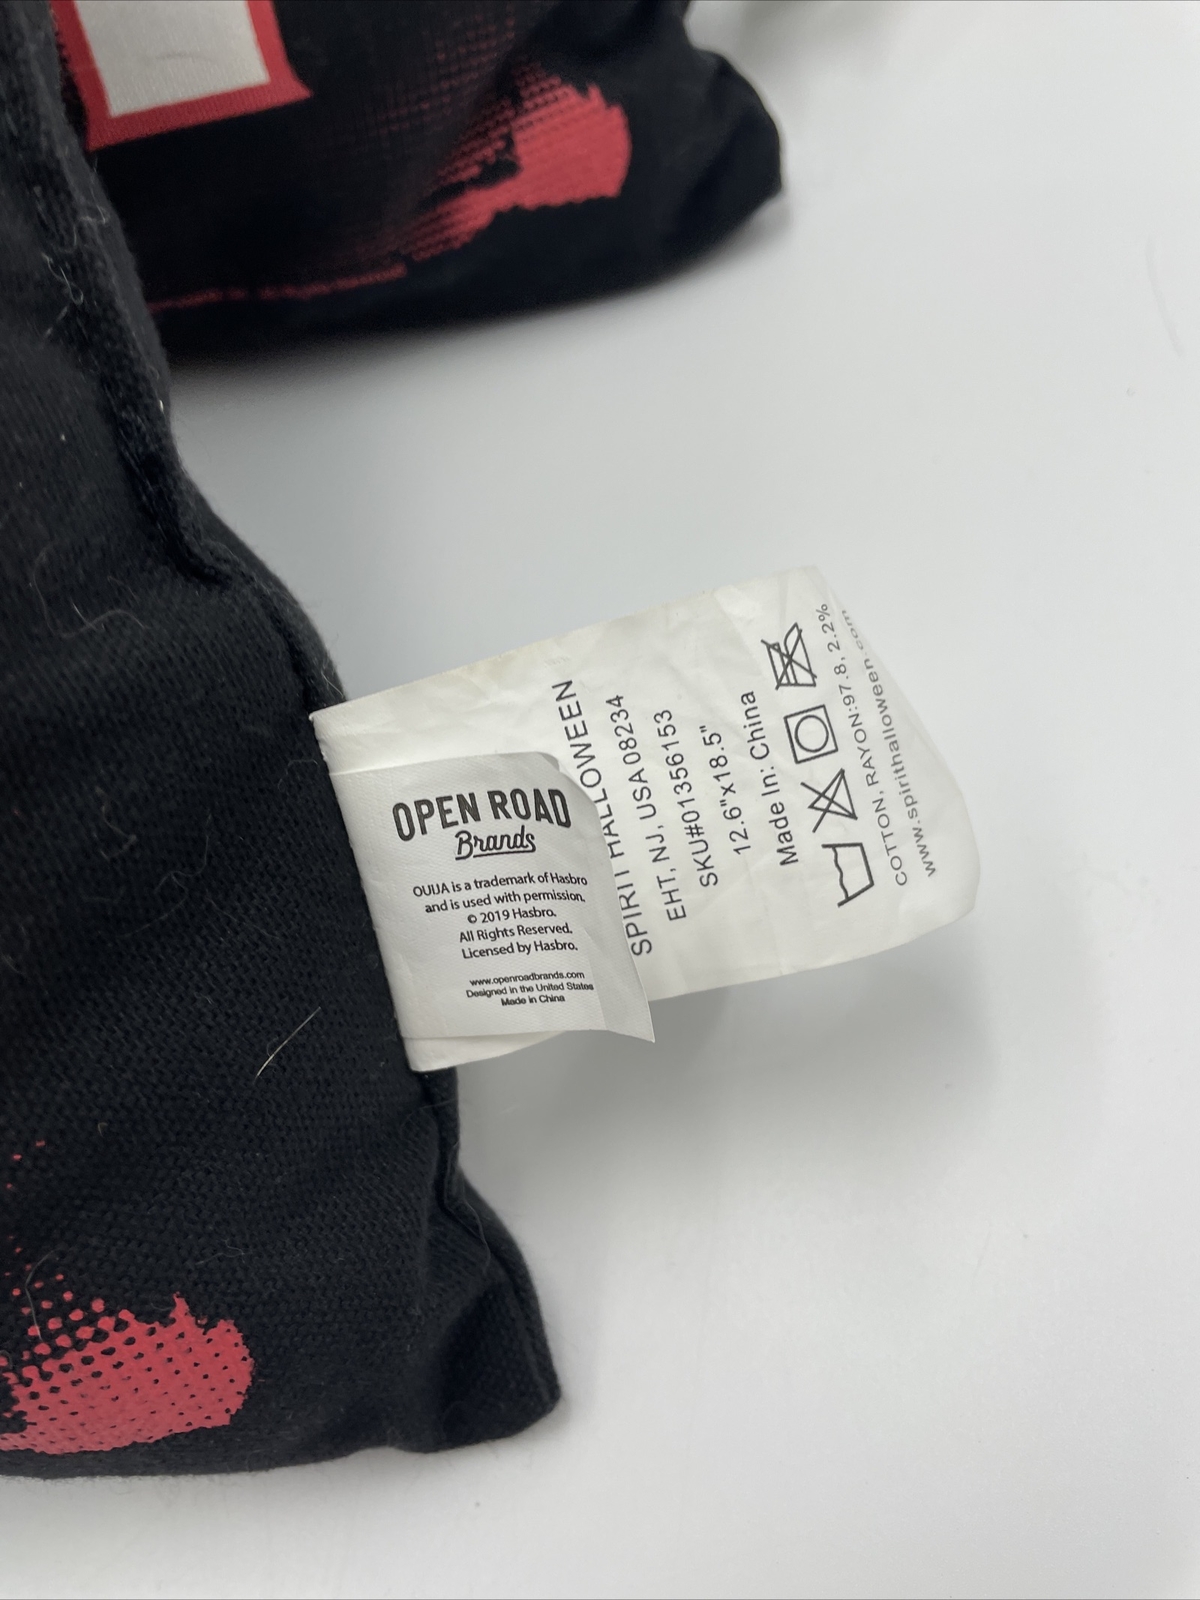 OPEN ROAD
Brands
OUIJA is a trademark of Hasbro
and is used with permission.
© 2019 Hasbro.
All Rights Reserved.
Licensed by Hasbro.
www.openroadbrands.com
Designed in the United States
Made in China
SPIRIT HALLOWEEN
EHT, NJ, USA 08234
SKU#01356153
12.6"x18.5"
Made In: China
COTTON, RAYON:97.8, 2.2%
www.spirithalloween.com